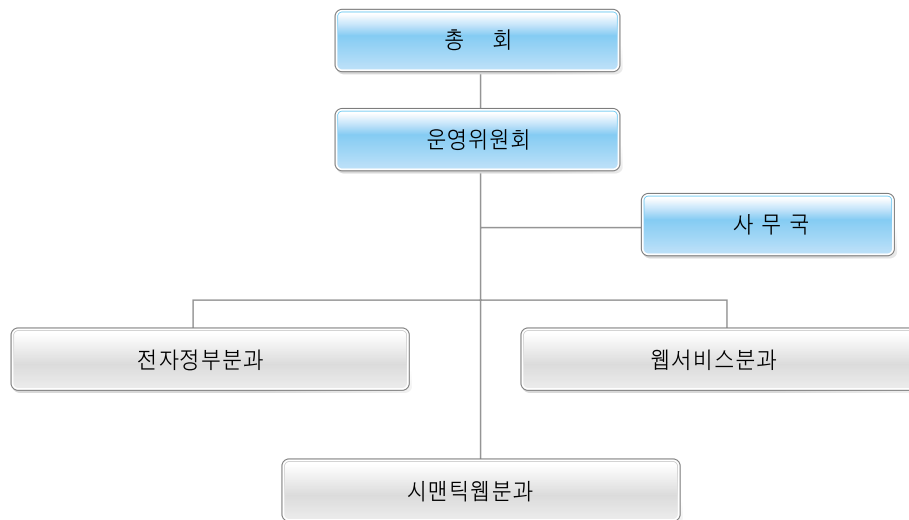 총 회
운영위원회
사 무 국
전자정부분과
웹서비스분과
시맨틱웹분과